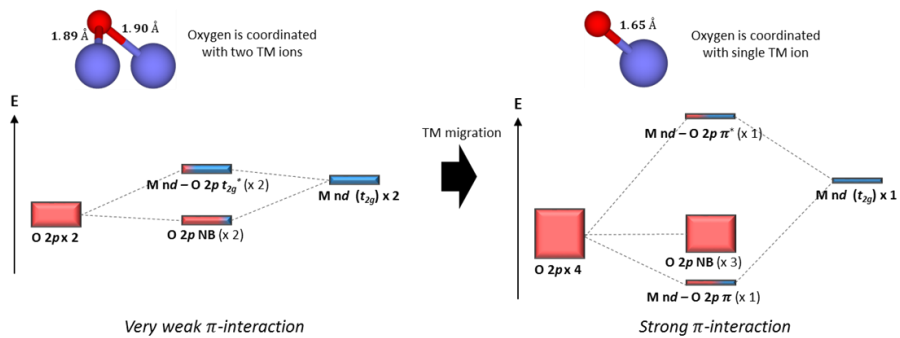 1.89 Å
1.90 Å
Oxygen is coordinated
with two TM ions
E
M nd – O 2p t2g* (x 2)
M nd (t2g) x 2
O 2p x 2
O 2p NB (x 2)
Very weak π-interaction
TM migration
1.65 Å
Oxygen is coordinated
with single TM ion
E
M nd – O 2p π* (x 1)
M nd (t2g) x 1
O 2p x 4
O 2p NB (x 3)
M nd – O 2p π (x 1)
Strong π-interaction